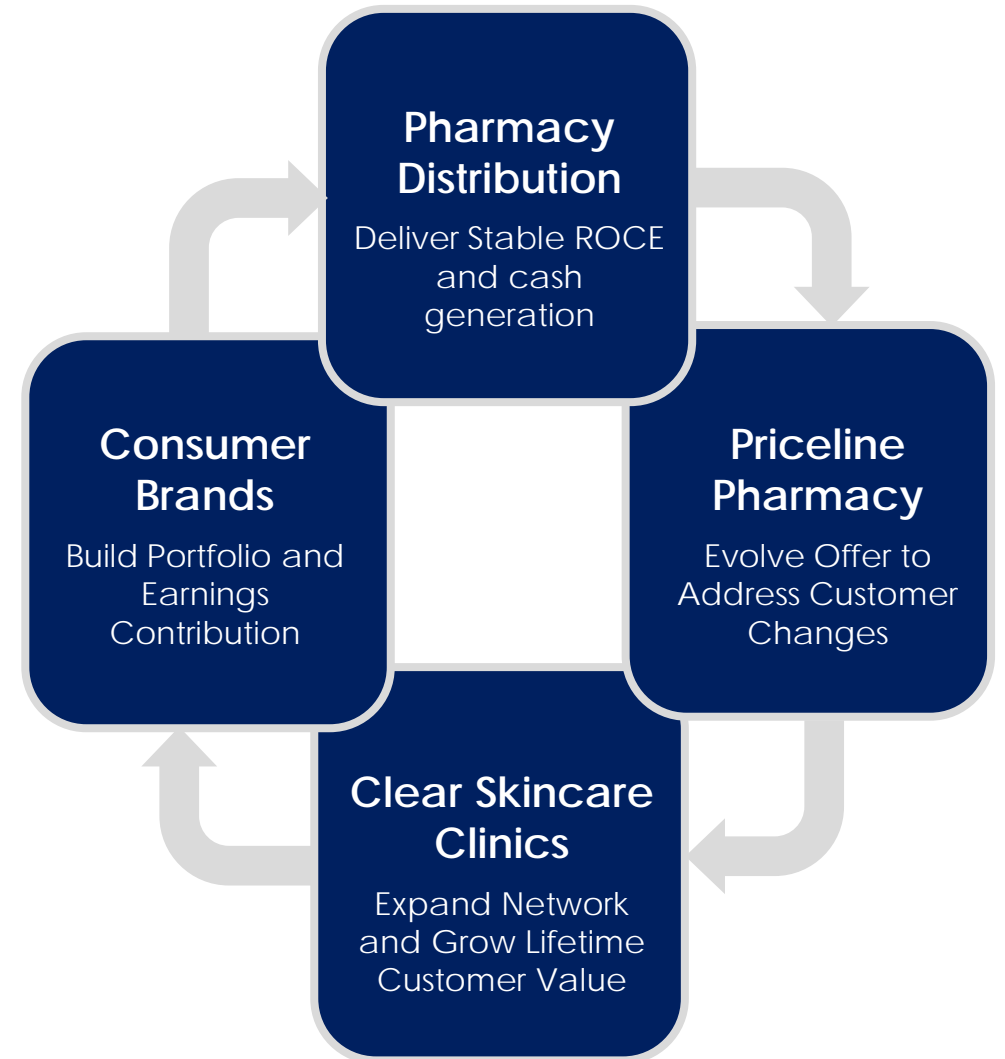 Pharmacy
Distribution
Deliver Stable ROCE
and cash
generation
Consumer
Brands
Build Portfolio and
Earnings
Contribution
Priceline
Pharmacy
Evolve Offer to
Address Customer
Changes
Clear Skincare
Clinics
Expand Network
and Grow Lifetime
Customer Value